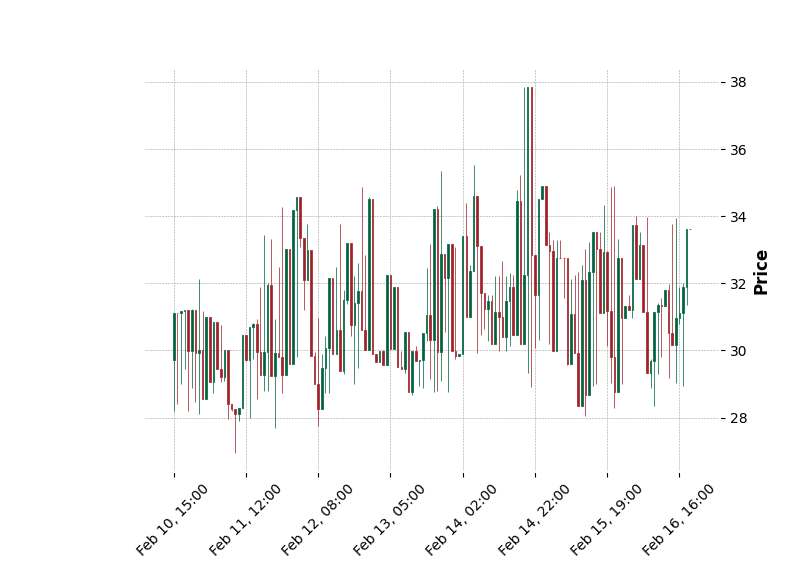 38
36
34
32
30
28
Price
Feb 10, 15:00
Feb 11, 12:00
Feb 12, 08:00
Feb 13, 05:00
Feb 14, 02:00
Feb 14, 22:00
Feb 15, 19:00
Feb 16, 16:00